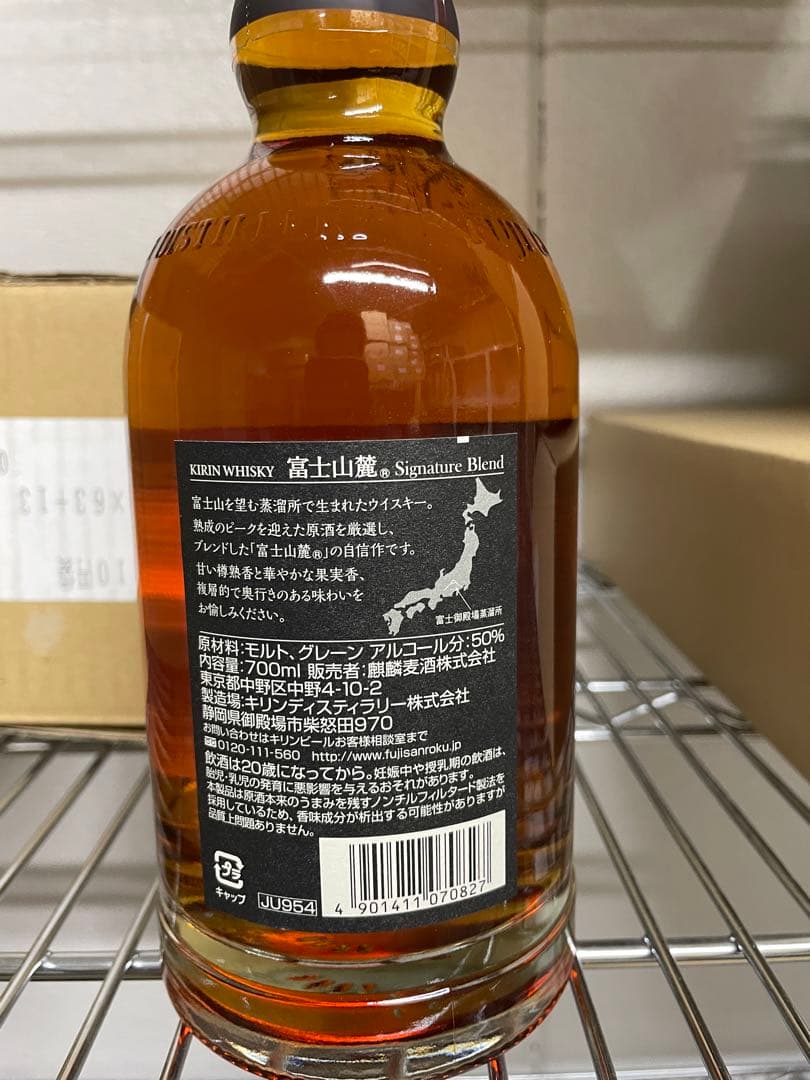 KIRIN WHISKY 富士山麓® Signature Blend
富士山を望む蒸溜所で生まれたウイスキー。
熟成のピークを迎えた原酒を厳選し、
ブレンドした「富士山麓®」の自信作です。
甘い樽熟香と華やかな果実香、
複層的で奥行きのある味わいを
お愉しみください。
富士御殿場蒸溜所
原材料:モルト、グレーン アルコール分:50%
内容量:700ml 販売者:麒麟麦酒株式会社
東京都中野区中野4-10-2
製造場:キリンディスティラリー株式会社
静岡県御殿場市柴怒田970
お問い合わせはキリンビールお客様相談室まで
0120-111-560 http://www.fujisanroku.jp
飲酒は20歳になってから。妊娠中や授乳期の飲酒は、
胎児・乳児の発育に悪影響を与えるおそれがあります。
本製品は原酒本来のうまみを残すノンチルフィルタード製法を
採用しているため、香味成分が析出する可能性がありますが
品質上問題ありません。
プラ
キャップ
JU954
4 901411 070827